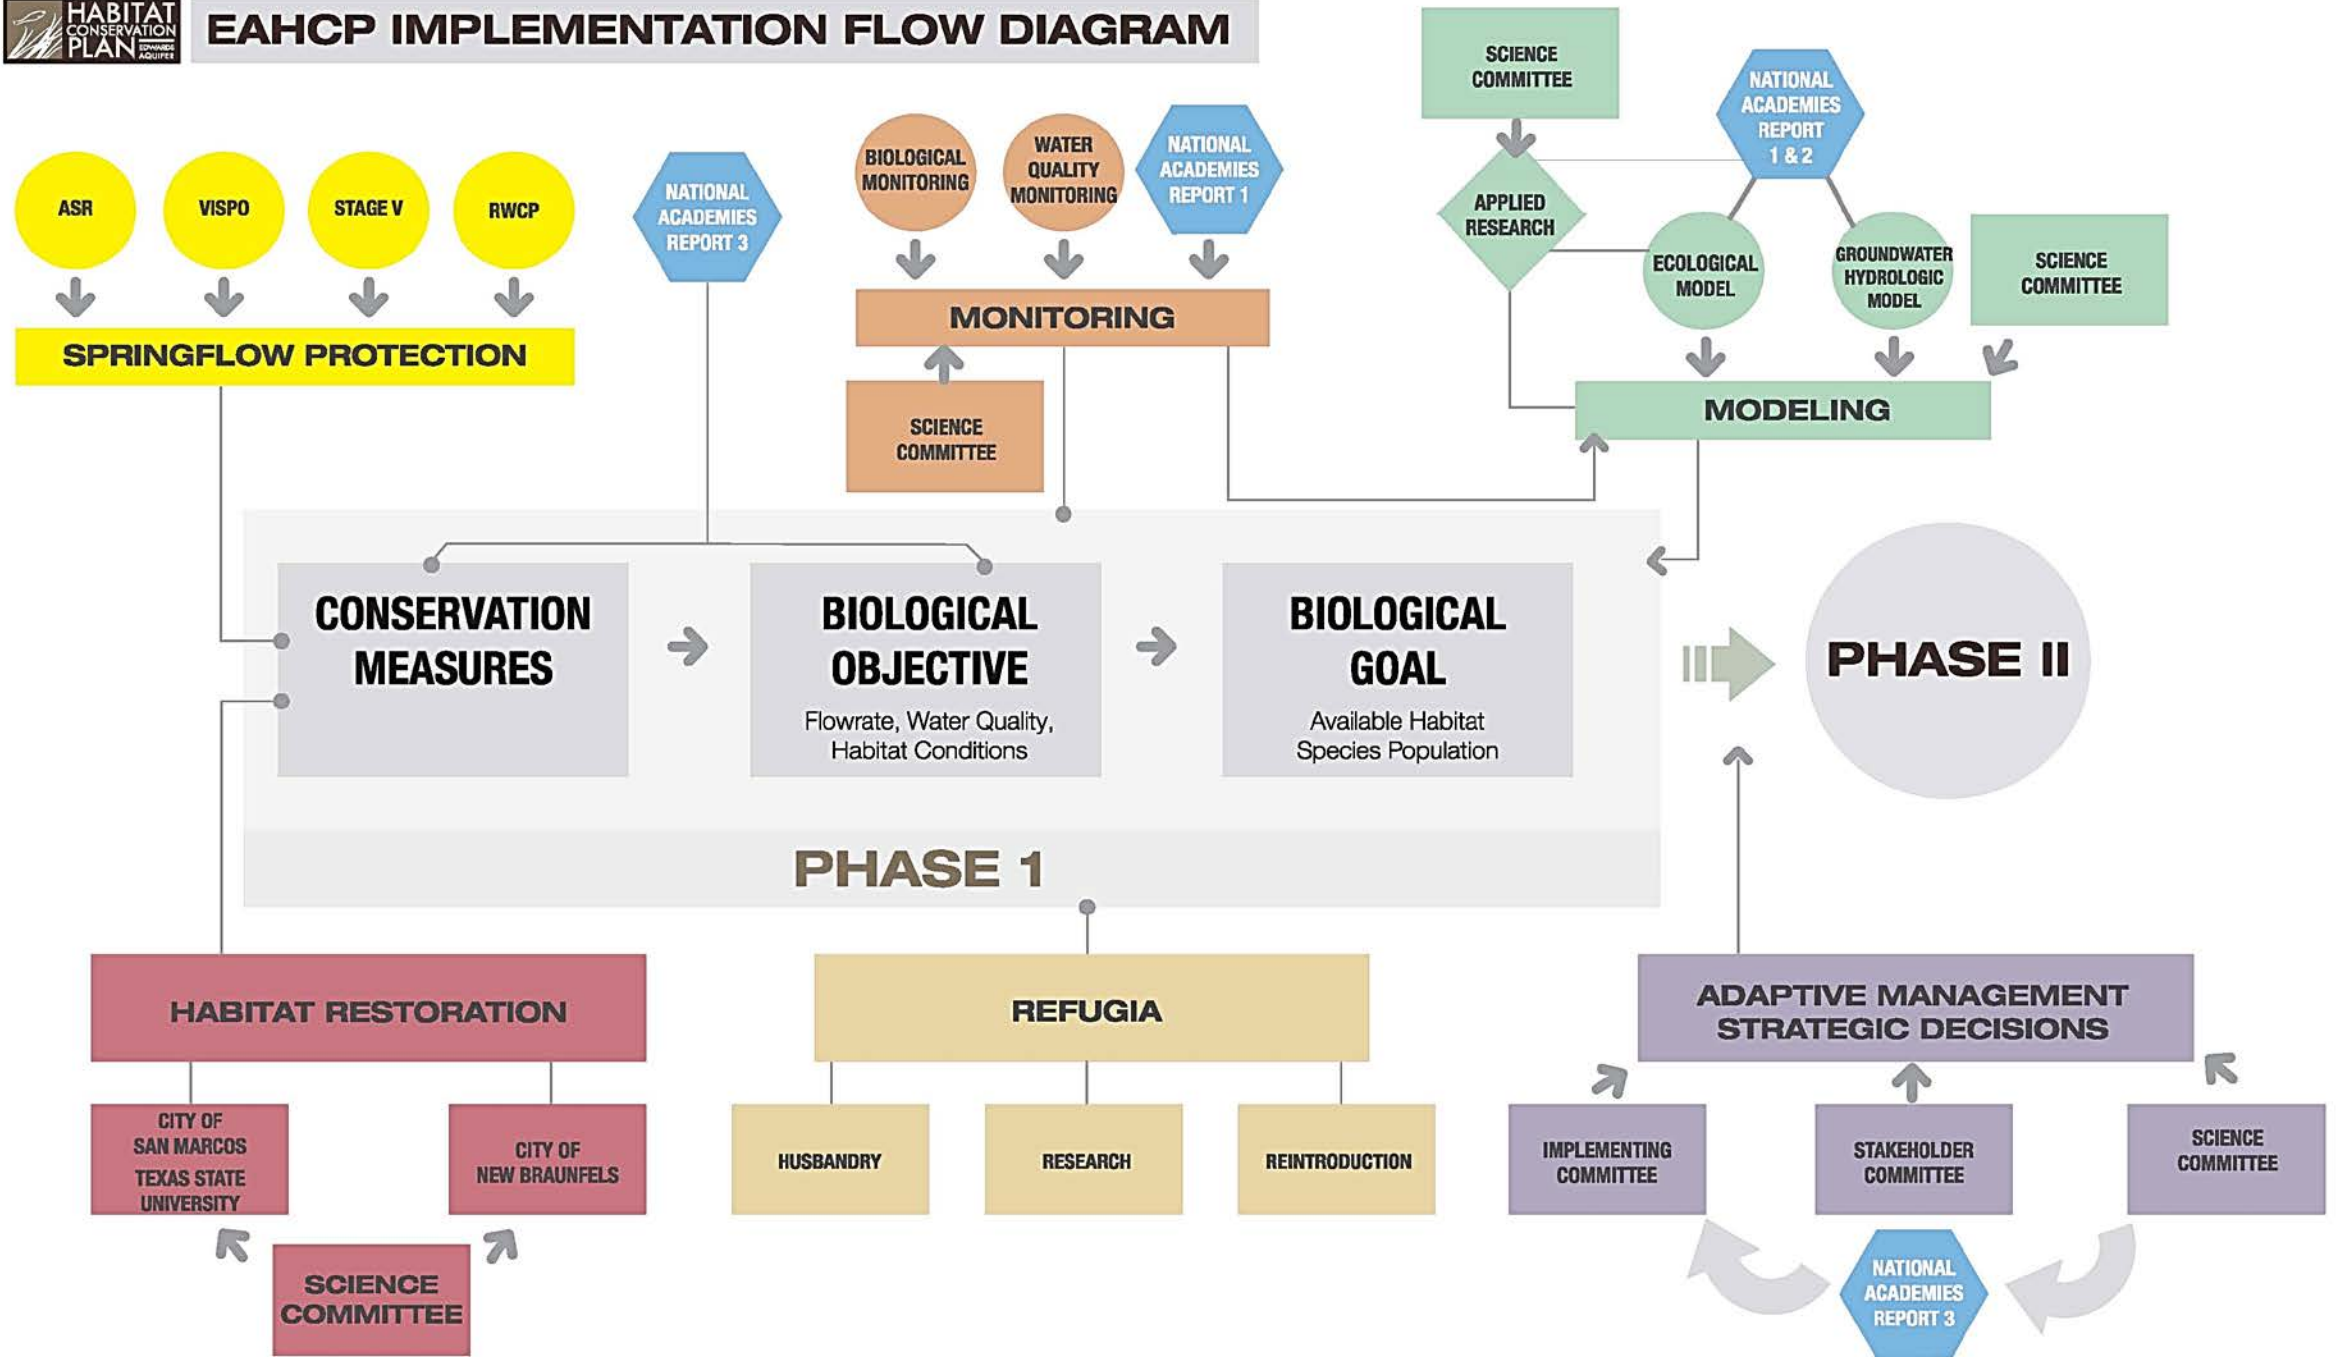 HABITAT
CONSERVATION
PLAN EDWARDS
AQUIFER
EAHCP IMPLEMENTATION FLOW DIAGRAM
ASR
VISPO
STAGE V
RWCP
SPRINGFLOW PROTECTION
NATIONAL
ACADEMIES
REPORT 3
BIOLOGICAL
MONITORING
WATER
QUALITY
MONITORING
NATIONAL
ACADEMIES
REPORT 1
MONITORING
SCIENCE
COMMITTEE
SCIENCE
COMMITTEE
NATIONAL
ACADEMIES
REPORT
1 & 2
APPLIED
RESEARCH
ECOLOGICAL
MODEL
GROUNDWATER
HYDROLOGIC
MODEL
SCIENCE
COMMITTEE
MODELING
CONSERVATION
MEASURES
BIOLOGICAL
OBJECTIVE
Flowrate, Water Quality,
Habitat Conditions
BIOLOGICAL
GOAL
Available Habitat
Species Population
PHASE II
PHASE 1
HABITAT RESTORATION
CITY OF
SAN MARCOS
TEXAS STATE
UNIVERSITY
CITY OF
NEW BRAUNFELS
SCIENCE
COMMITTEE
REFUGIA
HUSBANDRY
RESEARCH
REINTRODUCTION
ADAPTIVE MANAGEMENT
STRATEGIC DECISIONS
IMPLEMENTING
COMMITTEE
STAKEHOLDER
COMMITTEE
SCIENCE
COMMITTEE
NATIONAL
ACADEMIES
REPORT 3